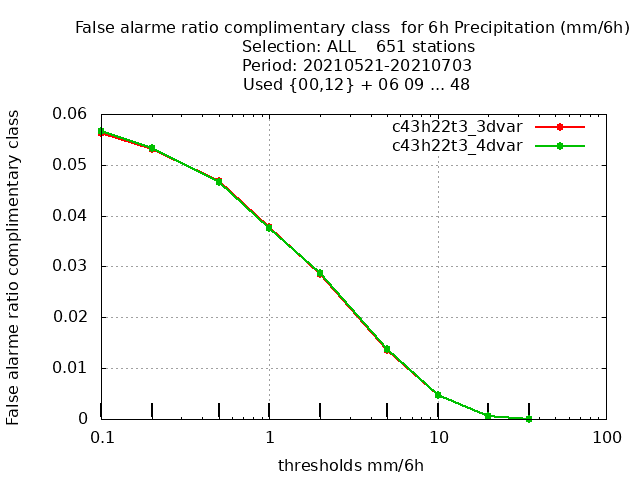 False alarme ratio complimentary class  for 6h Precipitation (mm/6h)
Selection: ALL    651 stations
Period: 20210521-20210703
Used {00,12} + 06 09 ... 48
False alarme ratio complimentary class
0.06
0.05
0.04
0.03
0.02
0.01
0
c43h22t3_3dvar
c43h22t3_4dvar
0.1 1 10 100
thresholds mm/6h